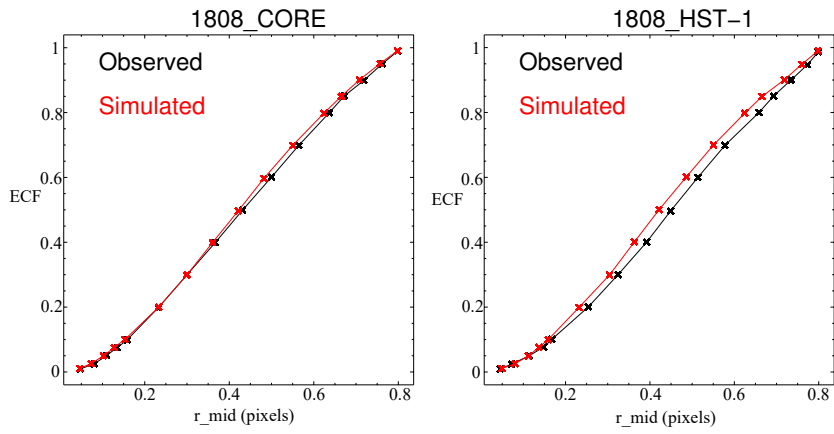 1808_CORE
Observed
Simulated
ECF
1
0.8
0.6
0.4
0.2
0
0.2 0.4 0.6 0.8
r_mid (pixels)
1808_HST-1
Observed
Simulated
ECF
1
0.8
0.6
0.4
0.2
0
0.2 0.4 0.6 0.8
r_mid (pixels)